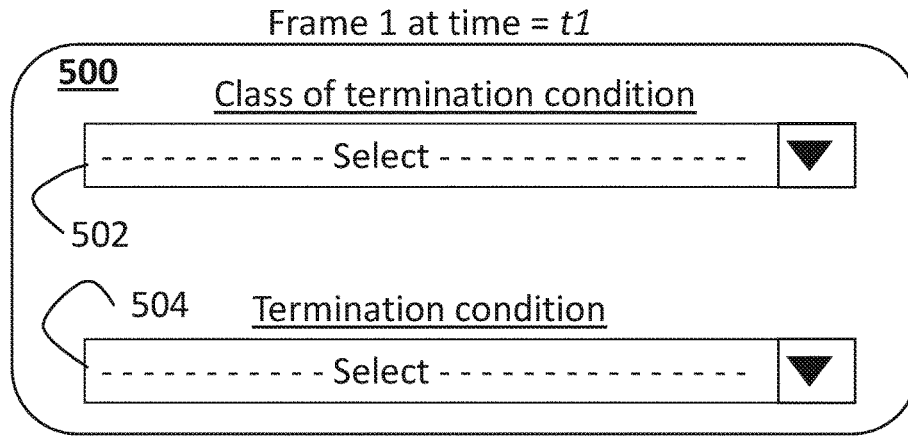 Frame 1 at time = t1
500
Class of termination condition
- - - - - - - - - - - Select - - - - - - - - - - - - - - -
502
504
Termination condition
- - - - - - - - - - - Select - - - - - - - - - - - - - - -